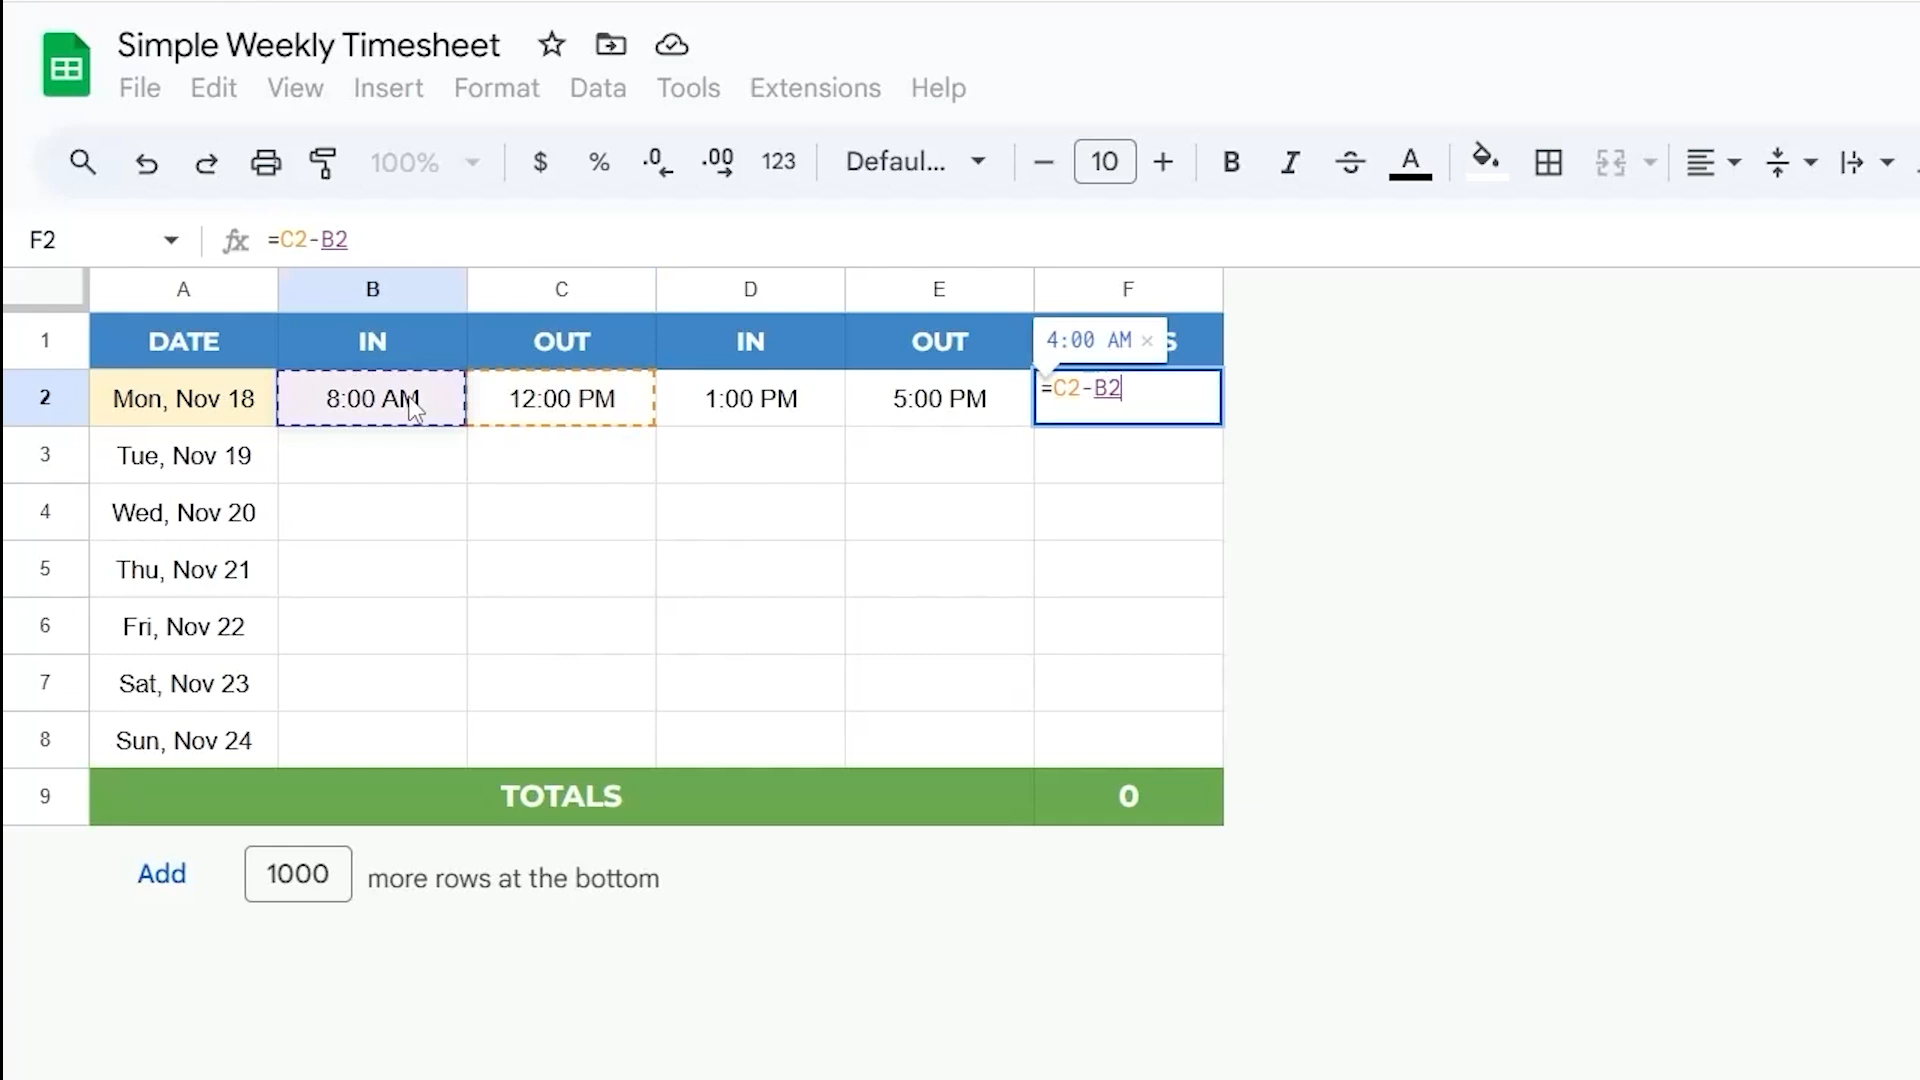 Simple Weekly Timesheet
File Edit View Insert Format Data Tools Extensions Help
100% $ % .0 .00 123 Defaul... − 10 + B I S A
F2 fx =C2-B2
A B C D E F
1 DATE IN OUT IN OUT S
4:00 AM ×
2 Mon, Nov 18 8:00 AM 12:00 PM 1:00 PM 5:00 PM =C2-B2
3 Tue, Nov 19
4 Wed, Nov 20
5 Thu, Nov 21
6 Fri, Nov 22
7 Sat, Nov 23
8 Sun, Nov 24
9 TOTALS 0
Add 1000 more rows at the bottom